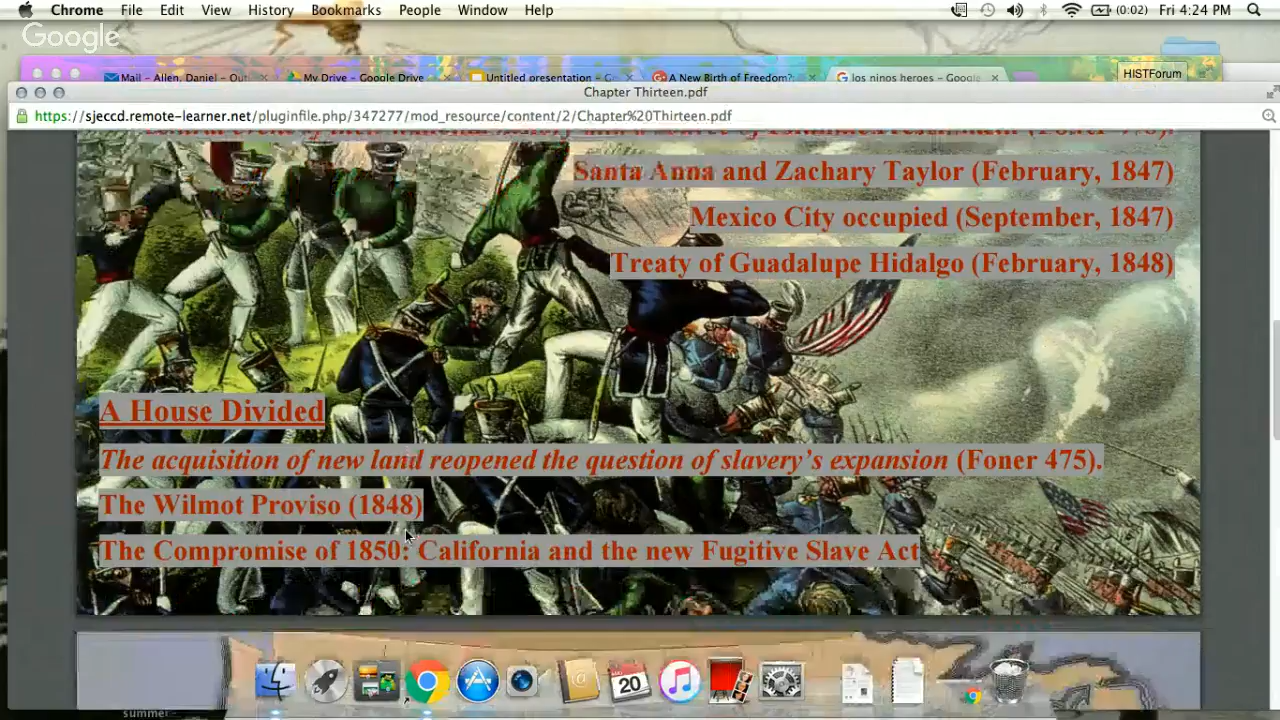 Chrome File Edit View History Bookmarks People Window Help (0:02) Fri 4:24 PM
Google
Mail – Allen, Daniel – Out My Drive – Google Drive Untitled presentation – G A New Birth of Freedom?: los ninos heroes – Google HISTForum
Chapter Thirteen.pdf
https://sjeccd.remote-learner.net/pluginfile.php/347277/mod_resource/content/2/Chapter%20Thirteen.pdf
Santa Anna and Zachary Taylor (February, 1847)
Mexico City occupied (September, 1847)
Treaty of Guadalupe Hidalgo (February, 1848)
A House Divided
The acquisition of new land reopened the question of slavery’s expansion (Foner 475).
The Wilmot Proviso (1848)
The Compromise of 1850: California and the new Fugitive Slave Act
20
summer -